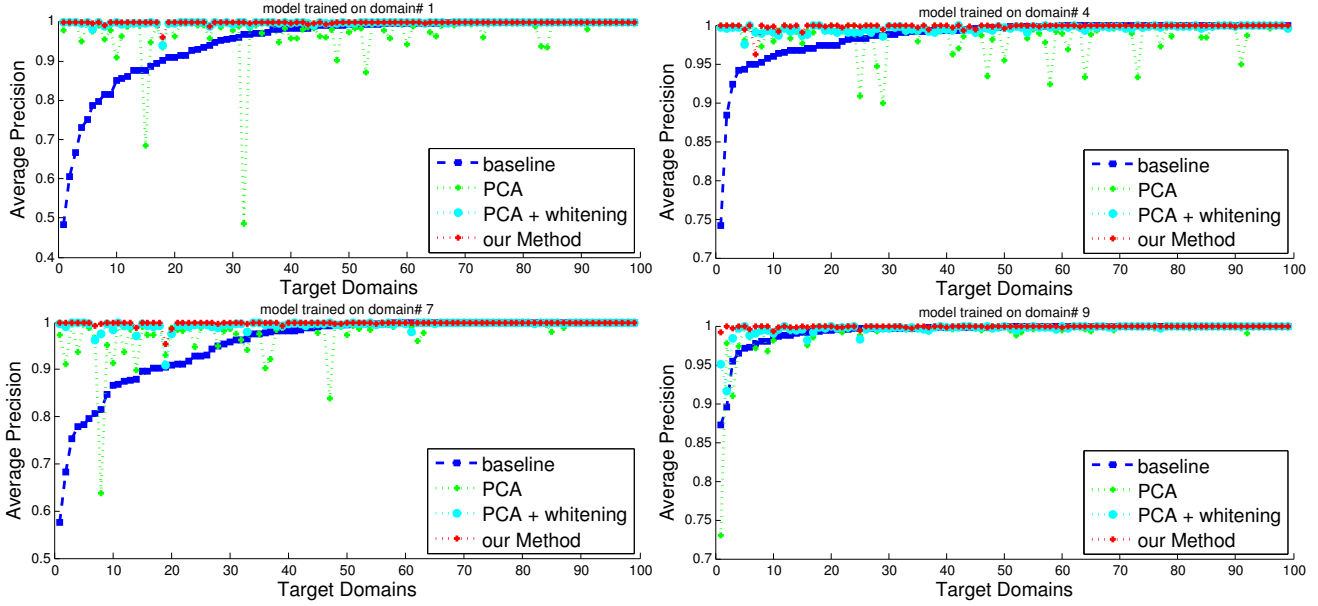 model trained on domain# 1
Average Precision
1
0.9
0.8
0.7
0.6
0.5
0.4
0 10 20 30 40 50 60 70 80 90 100
Target Domains
baseline
PCA
PCA + whitening
our Method
model trained on domain# 4
Average Precision
1
0.95
0.9
0.85
0.8
0.75
0.7
0 10 20 30 40 50 60 70 80 90 100
Target Domains
baseline
PCA
PCA + whitening
our Method
model trained on domain# 7
Average Precision
1
0.9
0.8
0.7
0.6
0.5
0 10 20 30 40 50 60 70 80 90 100
Target Domains
baseline
PCA
PCA + whitening
our Method
model trained on domain# 9
Average Precision
1
0.95
0.9
0.85
0.8
0.75
0.7
0 10 20 30 40 50 60 70 80 90 100
Target Domains
baseline
PCA
PCA + whitening
our Method